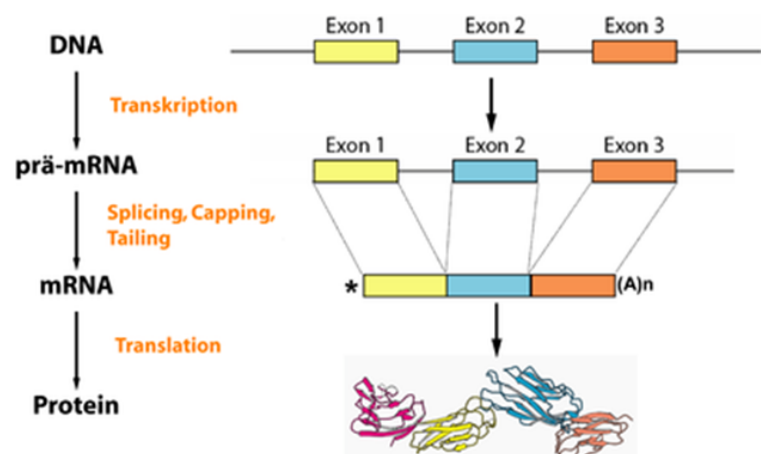 DNA
Exon 1 Exon 2 Exon 3
Transkription
prä-mRNA
Exon 1 Exon 2 Exon 3
Splicing, Capping,
Tailing
mRNA
* (A)n
Translation
Protein